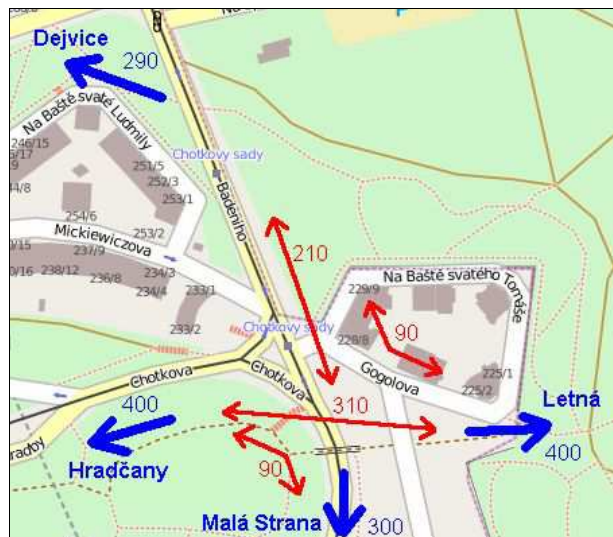 Dejvice
290
Na Baště svaté Ludmily
246/15
251/5
252/3
253/1
254/6
253/2
Mickiewiczova
237/9
238/12
236/8
234/3
234/4
233/1
233/2
Chotkovy sady
Badeního
210
Na Baště svatého Tomáše
229/9
228/8
90
Chotkovy sady
Gogolova
225/1
225/2
Chotkova
Chotkova
310
400
Letná
400
Hradčany
90
Malá Strana
300